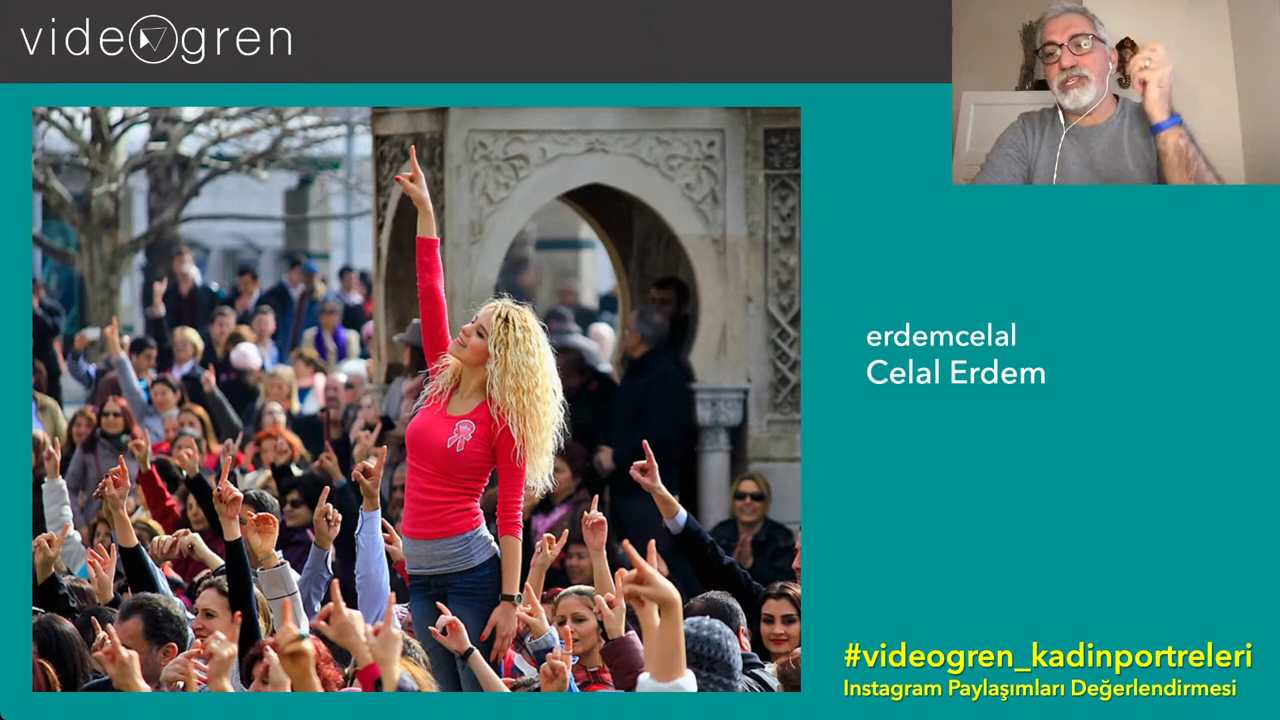 videogren
erdemcelal
Celal Erdem
#videogren_kadinportreleri
Instagram Paylaşımları Değerlendirmesi